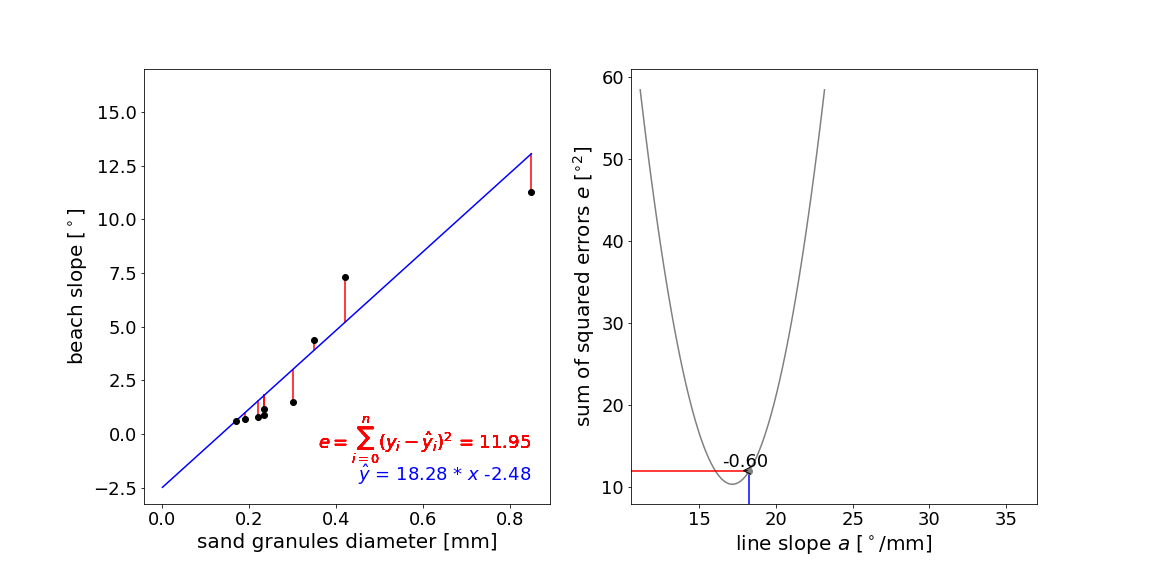 15.0
12.5
10.0
7.5
5.0
2.5
0.0
−2.5
0.0 0.2 0.4 0.6 0.8
beach slope [°]
sand granules diameter [mm]
e = ∑ⁿᵢ₌₀ (yᵢ − ŷᵢ)² = 11.95
ŷ = 18.28 * x -2.48
60
50
40
30
20
10
15 20 25 30 35
sum of squared errors e [°²]
line slope a [°/mm]
-0.60